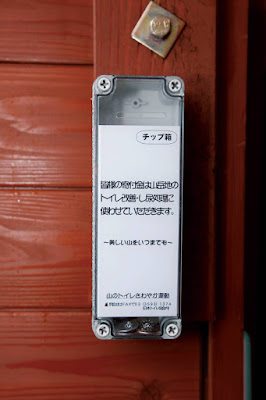 チップ箱
皆様の寄付金は山岳地の
トイレ改善・し尿処理に
使わせていただきます。
～美しい山をいつまでも～
山のトイレさわやか運動